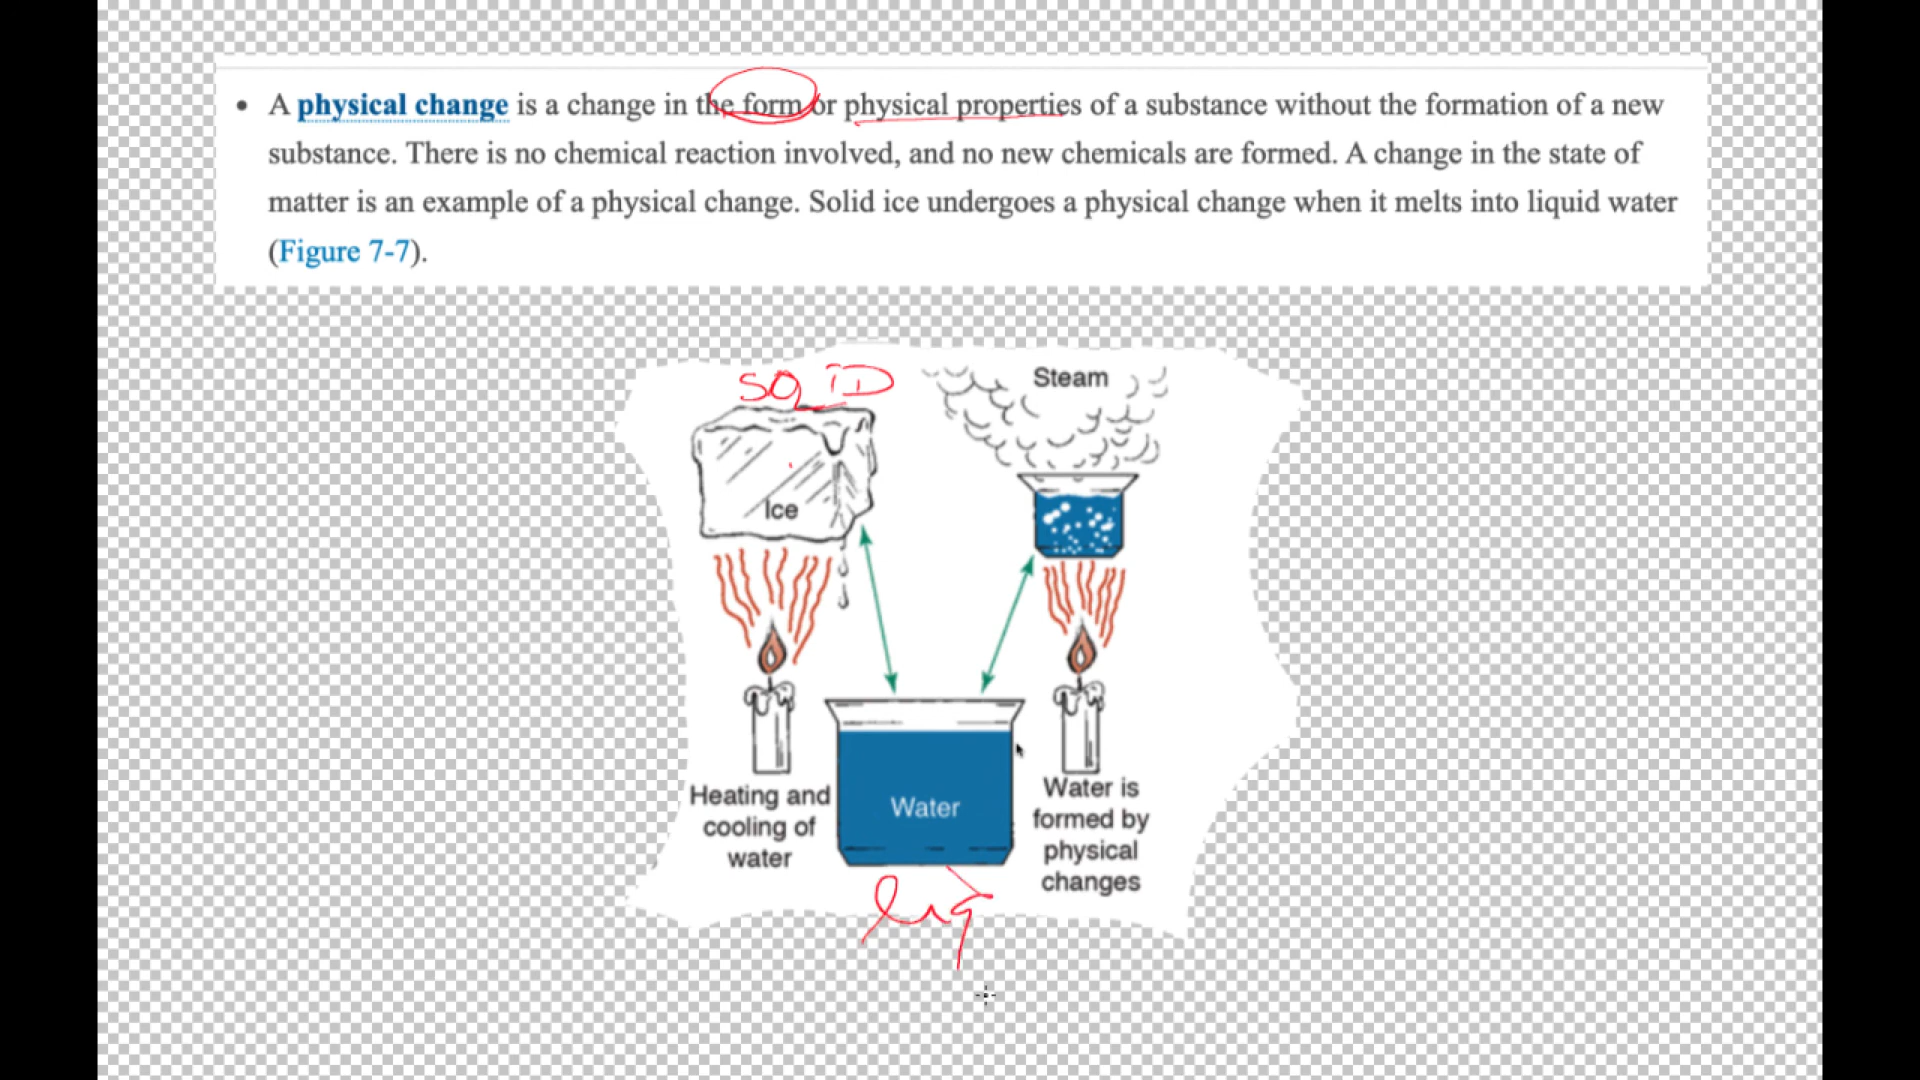 • A physical change is a change in the form or physical properties of a substance without the formation of a new
substance. There is no chemical reaction involved, and no new chemicals are formed. A change in the state of
matter is an example of a physical change. Solid ice undergoes a physical change when it melts into liquid water
(Figure 7-7).
SOLID
Steam
Ice
Heating and
cooling of
water
Water
Water is
formed by
physical
changes
liq